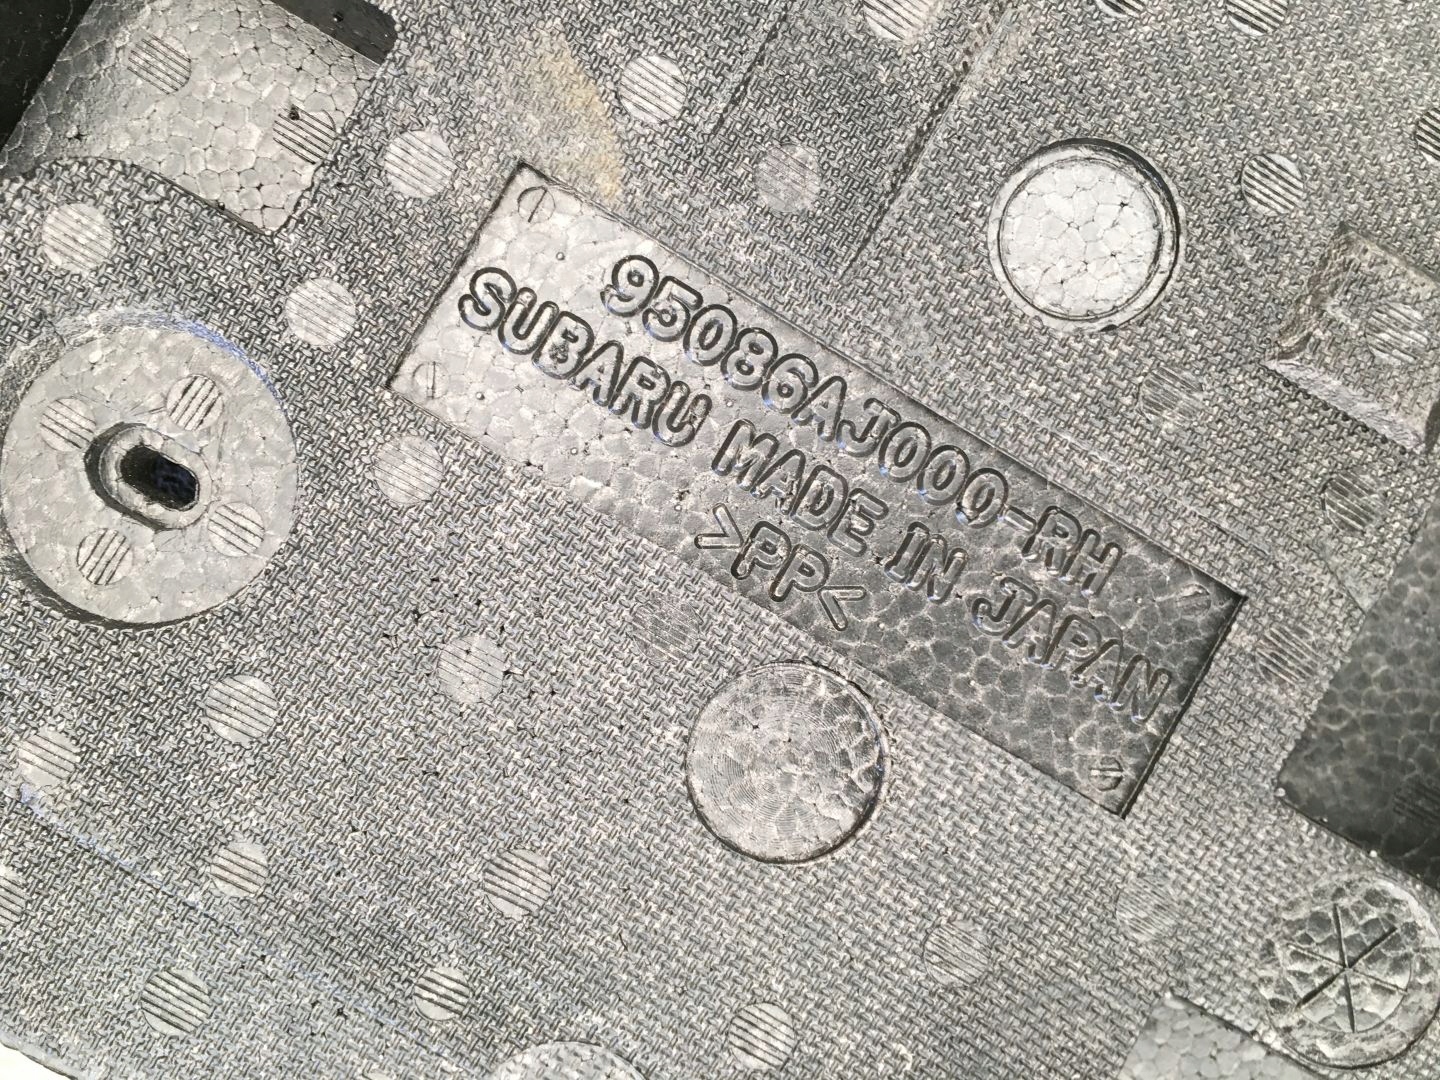 95086AJ000-RH
SUBARU MADE IN JAPAN
>PP<